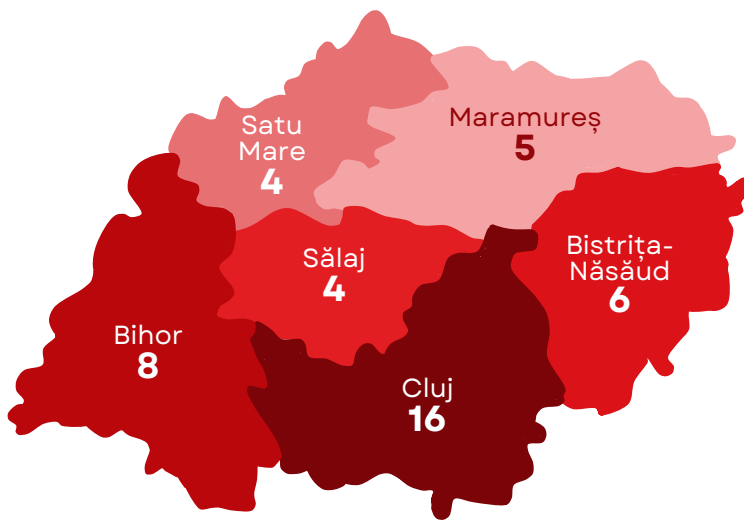 Satu
Mare
4
Maramureș
5
Sălaj
4
Bistrița-
Năsăud
6
Bihor
8
Cluj
16